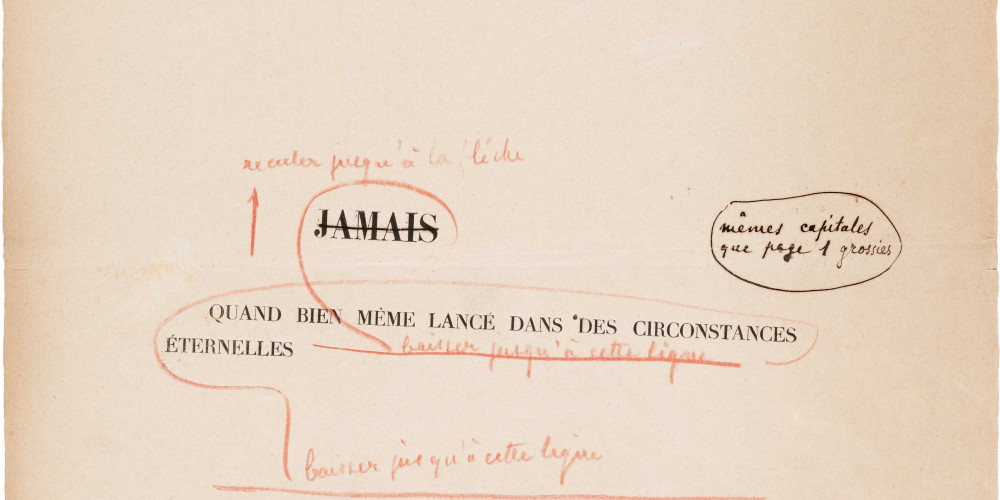 reculer jusqu'à la flèche
JAMAIS
mêmes capitales
que page 1 grossies
QUAND BIEN MÊME LANCÉ DANS DES CIRCONSTANCES
ÉTERNELLES
baisser jusqu'à cette ligne
baisser jusqu'à cette ligne